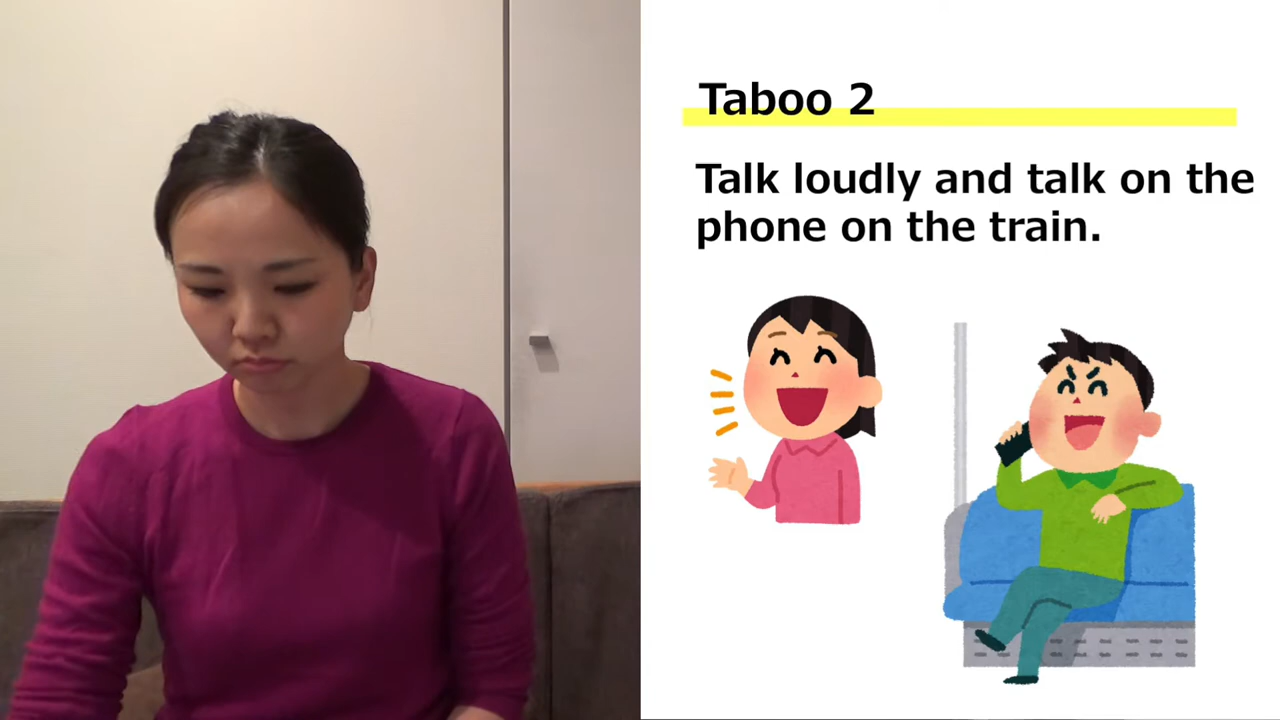 Taboo 2
Talk loudly and talk on the
phone on the train.